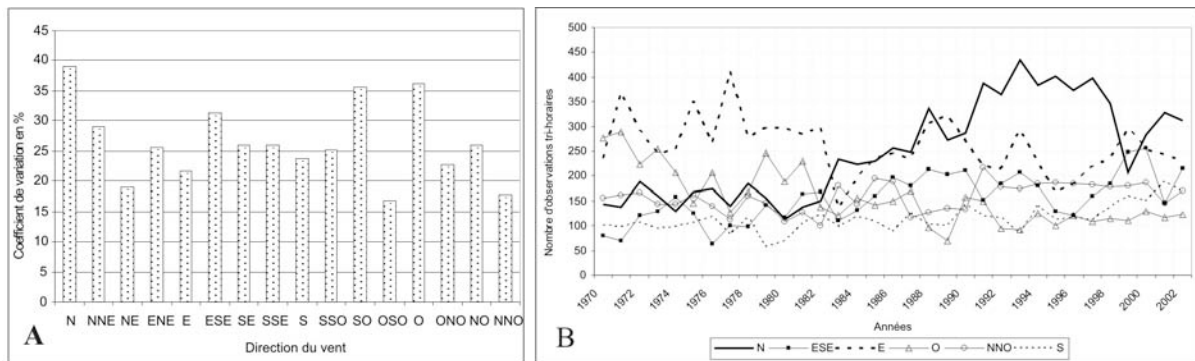 Coefficient de variation en %
45
40
35
30
25
20
15
10
5
0
N NNE NE ENE E ESE SE SSE S SSO SO OSO O ONO NO NNO
Direction du vent
A
Nombre d'observations tri-horaires
500
450
400
350
300
250
200
150
100
50
0
1970 1972 1974 1976 1978 1980 1982 1984 1986 1988 1990 1992 1994 1996 1998 2000 2002
Années
B
N ESE E O NNO S